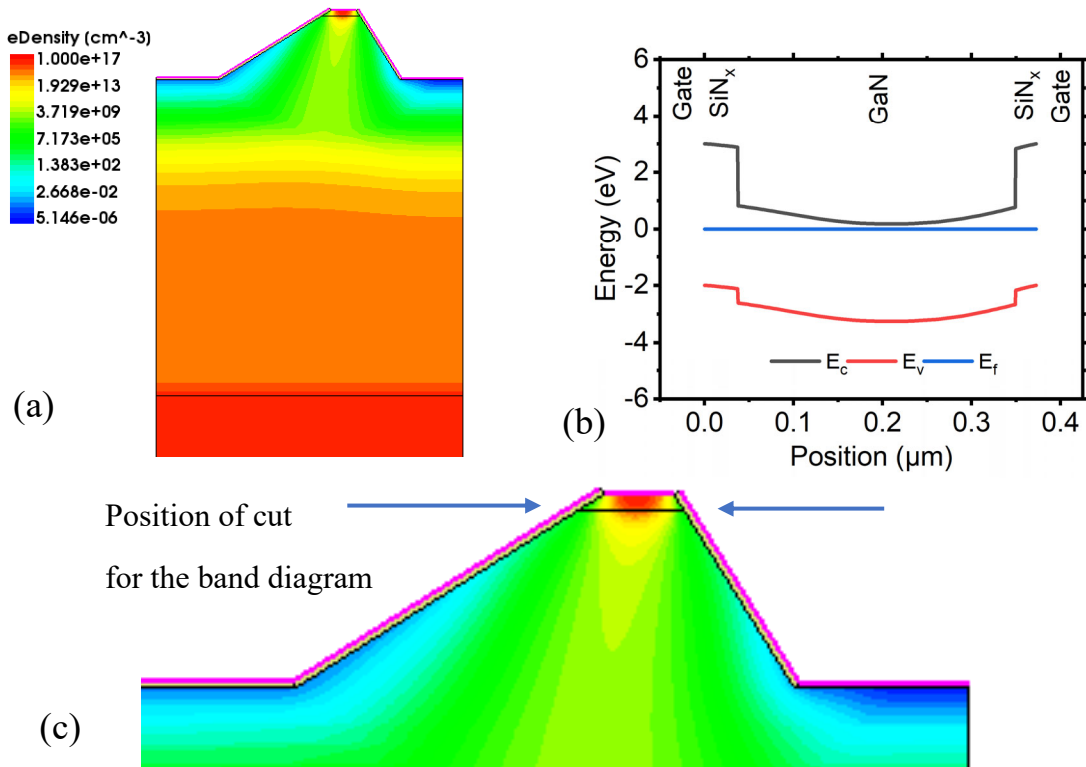 eDensity (cm^-3)
1.000e+17
1.929e+13
3.719e+09
7.173e+05
1.383e+02
2.668e-02
5.146e-06
(a)
6
4
2
0
-2
-4
-6
Energy (eV)
Gate
SiNx
GaN
SiNx
Gate
Ec
Ev
Ef
0.0
0.1
0.2
0.3
0.4
Position (μm)
(b)
Position of cut
for the band diagram
(c)